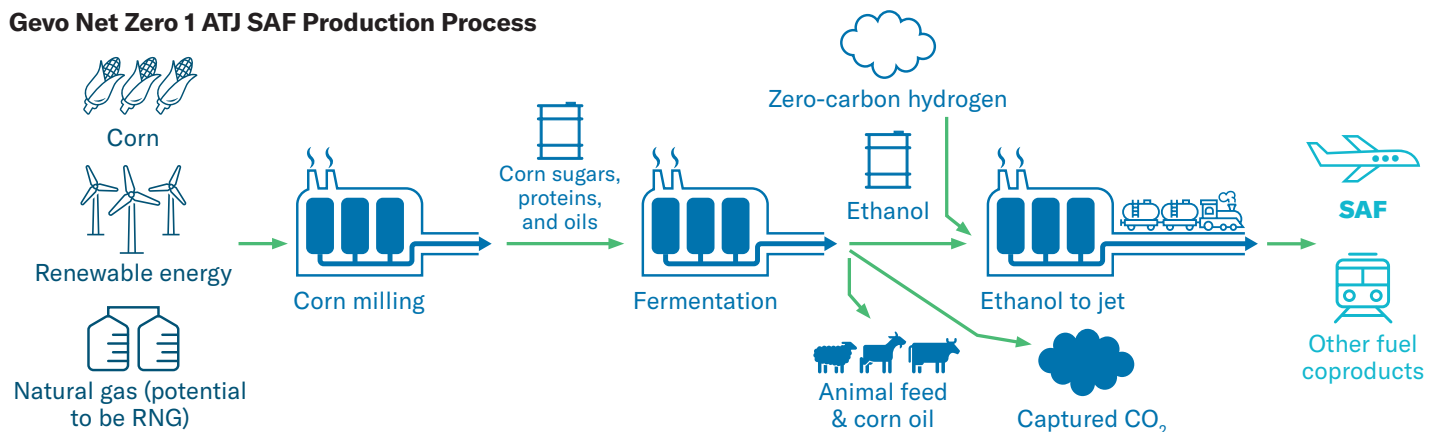 Gevo Net Zero 1 ATJ SAF Production Process
Corn
Renewable energy
Natural gas (potential
to be RNG)
Corn milling
Corn sugars,
proteins,
and oils
Fermentation
Zero-carbon hydrogen
Ethanol
Animal feed
& corn oil
Captured CO₂
Ethanol to jet
SAF
Other fuel
coproducts